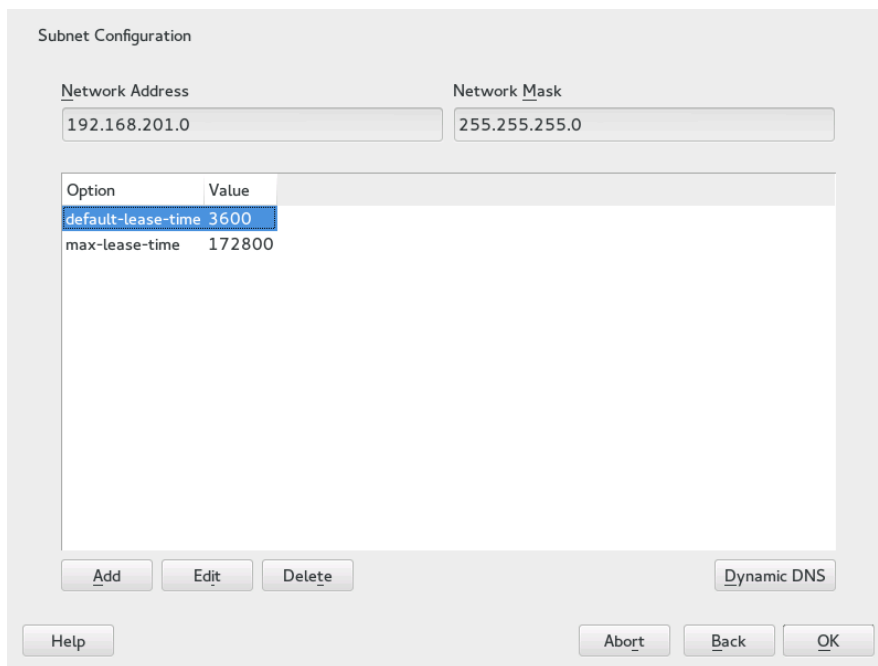 Subnet Configuration
Network Address Network Mask
192.168.201.0 255.255.255.0
Option Value
default-lease-time 3600
max-lease-time 172800
Add Edit Delete Dynamic DNS
Help Abort Back OK